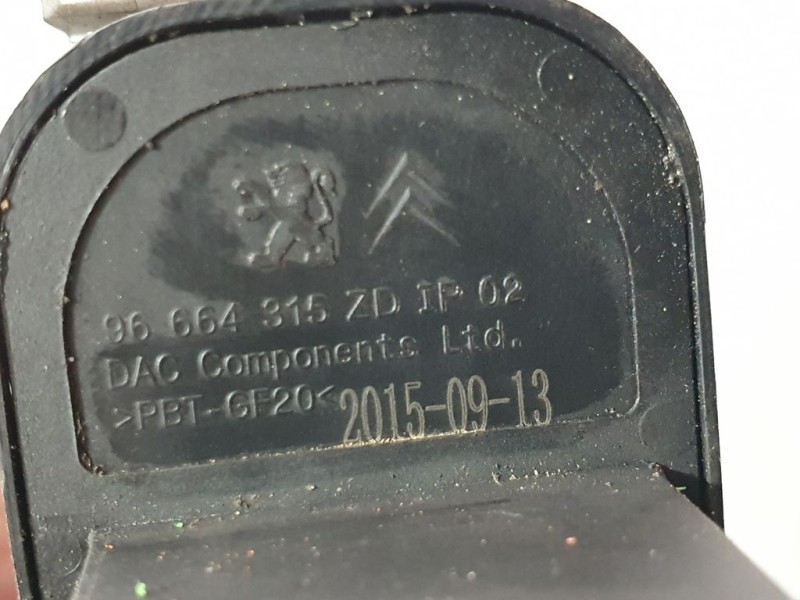 96 664 315 ZD IP 02
DAC Components Ltd.
>PBT-GF20<
2015-09-13